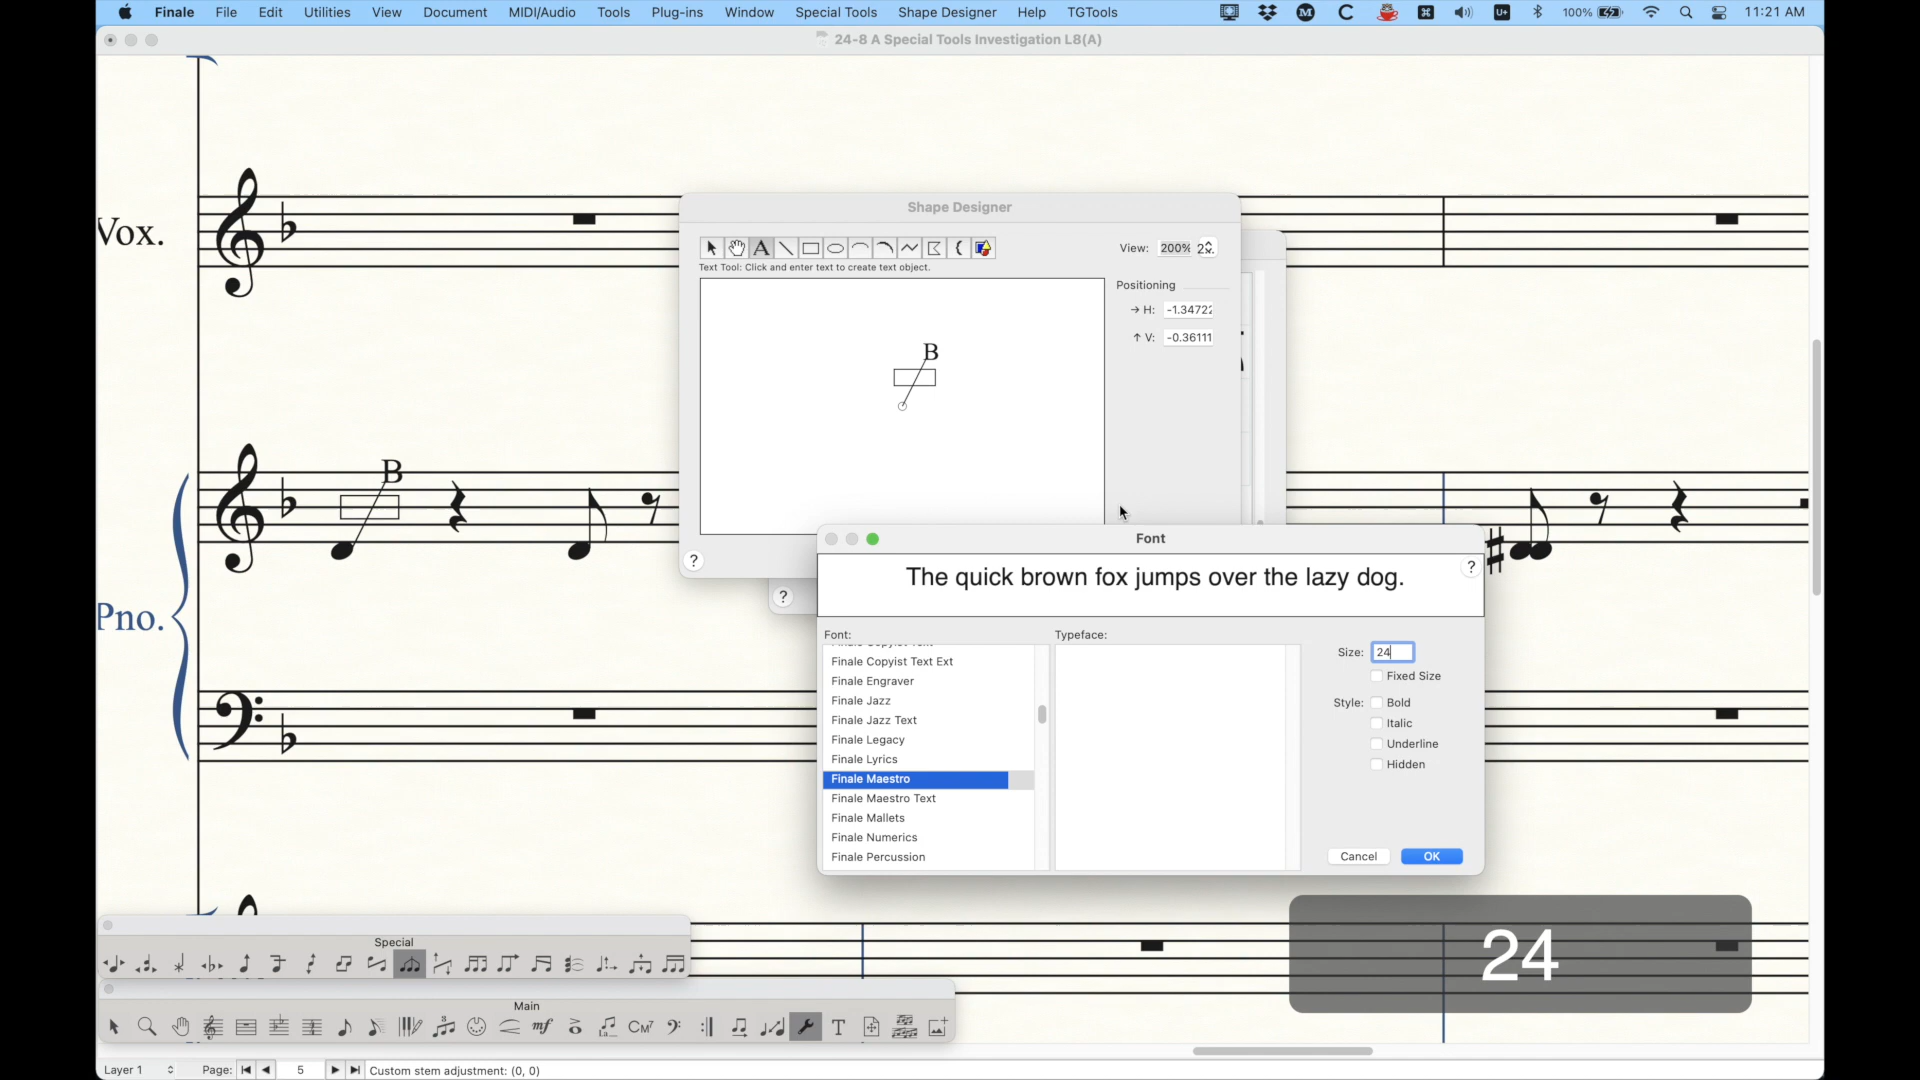 Finale File Edit Utilities View Document MIDI/Audio Tools Plug-ins Window Special Tools Shape Designer Help TGTools 100% 11:21 AM
24-8 A Special Tools Investigation L8(A)
Vox.
Shape Designer
View: 200%
Text Tool: Click and enter text to create text object.
Positioning
H: -1.34722
V: -0.36111
B
B
Pno.
?
?
Font
The quick brown fox jumps over the lazy dog.
?
Font:
Typeface:
Size: 24
Finale Copyist Text Ext
Finale Engraver
Finale Jazz
Finale Jazz Text
Finale Legacy
Finale Lyrics
Finale Maestro
Finale Maestro Text
Finale Mallets
Finale Numerics
Finale Percussion
Fixed Size
Style: Bold
Italic
Underline
Hidden
Cancel OK
24
Special
Main
Layer 1 Page: 5 Custom stem adjustment: (0, 0)